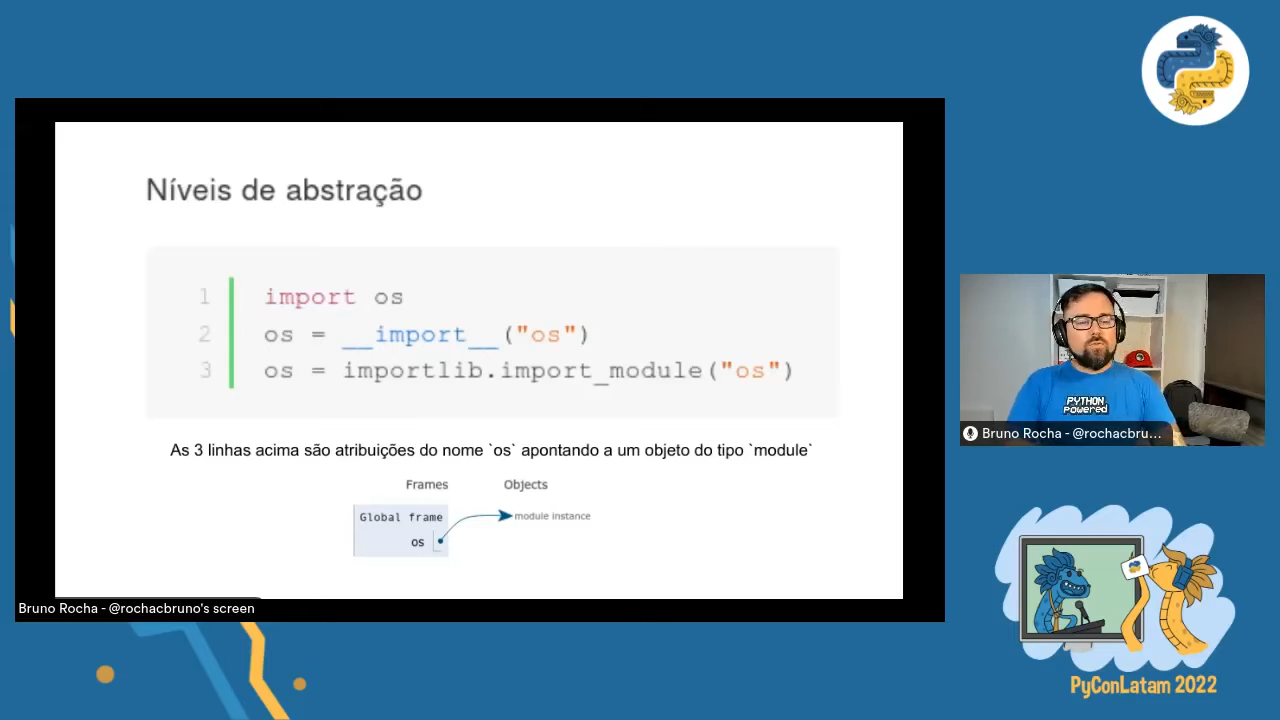 Níveis de abstração
1 import os
2 os = __import__("os")
3 os = importlib.import_module("os")
As 3 linhas acima são atribuições do nome `os` apontando a um objeto do tipo `module`
Frames Objects
Global frame
module instance
os
Bruno Rocha - @rochacbruno's screen
PYTHON
POWERED
Bruno Rocha - @rochacbru...
PyConLatam 2022